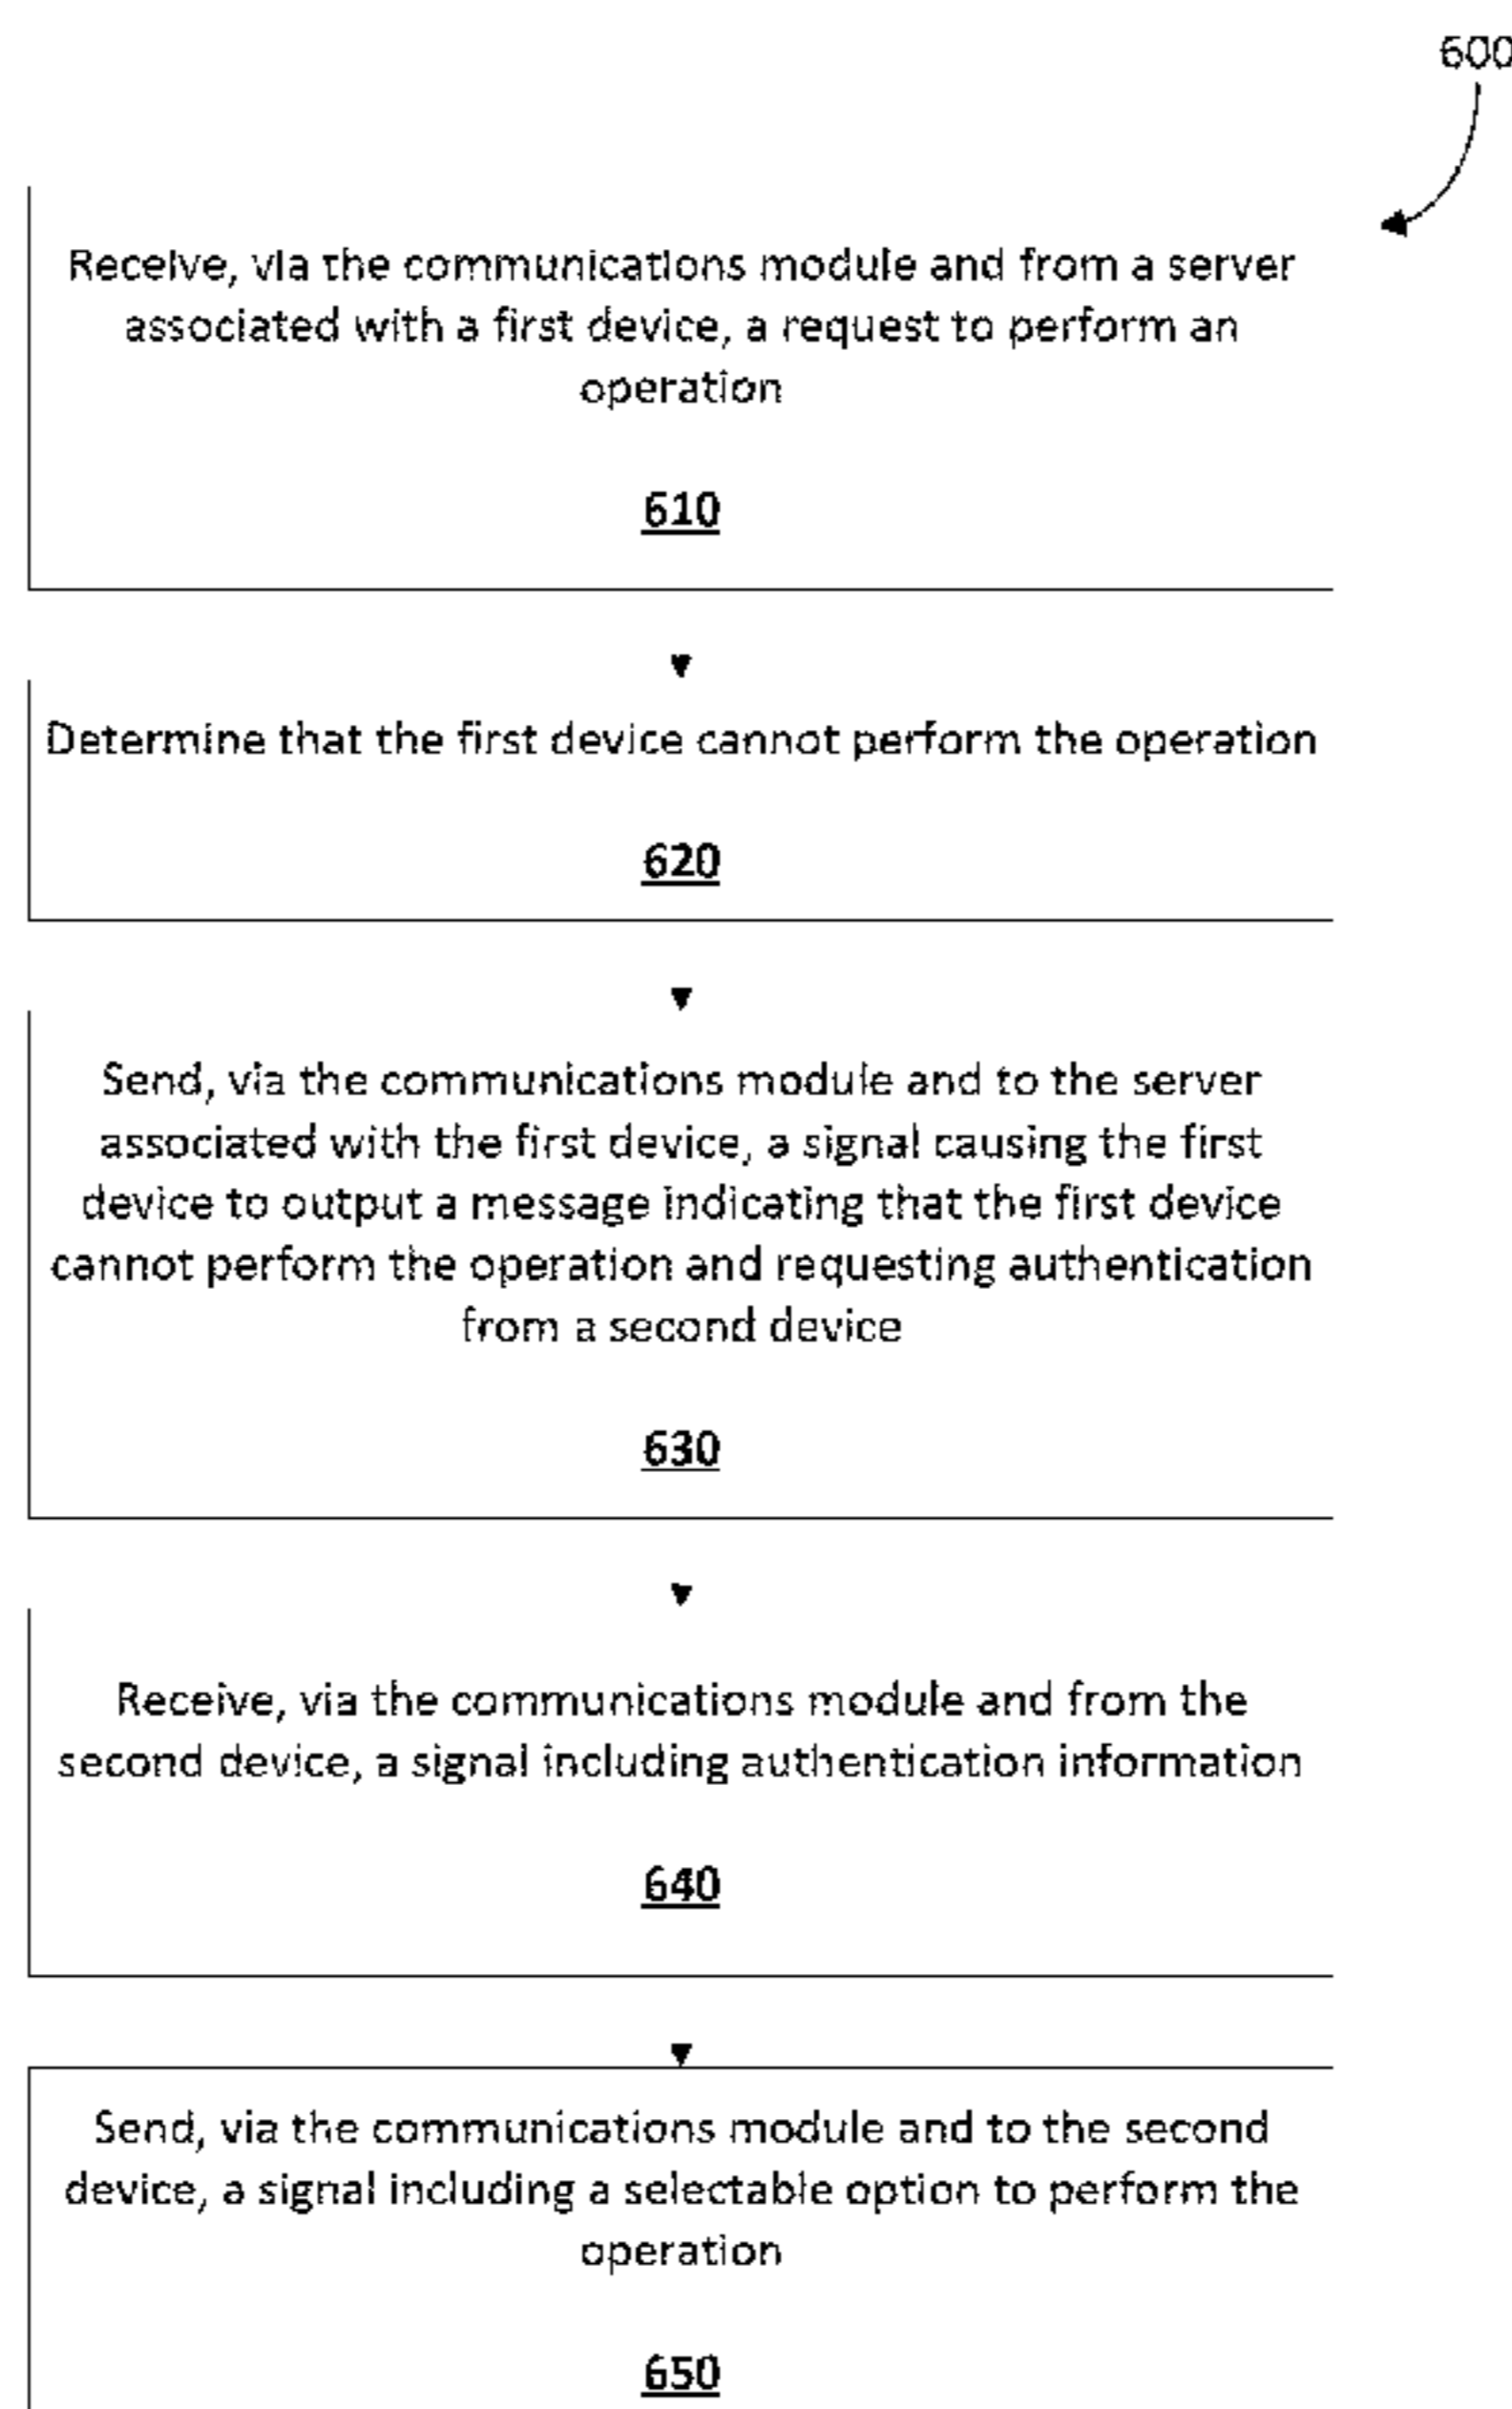 600
Receive, via the communications module and from a server
associated with a first device, a request to perform an
operation
610
Determine that the first device cannot perform the operation
620
Send, via the communications module and to the server
associated with the first device, a signal causing the first
device to output a message indicating that the first device
cannot perform the operation and requesting authentication
from a second device
630
Receive, via the communications module and from the
second device, a signal including authentication information
640
Send, via the communications module and to the second
device, a signal including a selectable option to perform the
operation
650